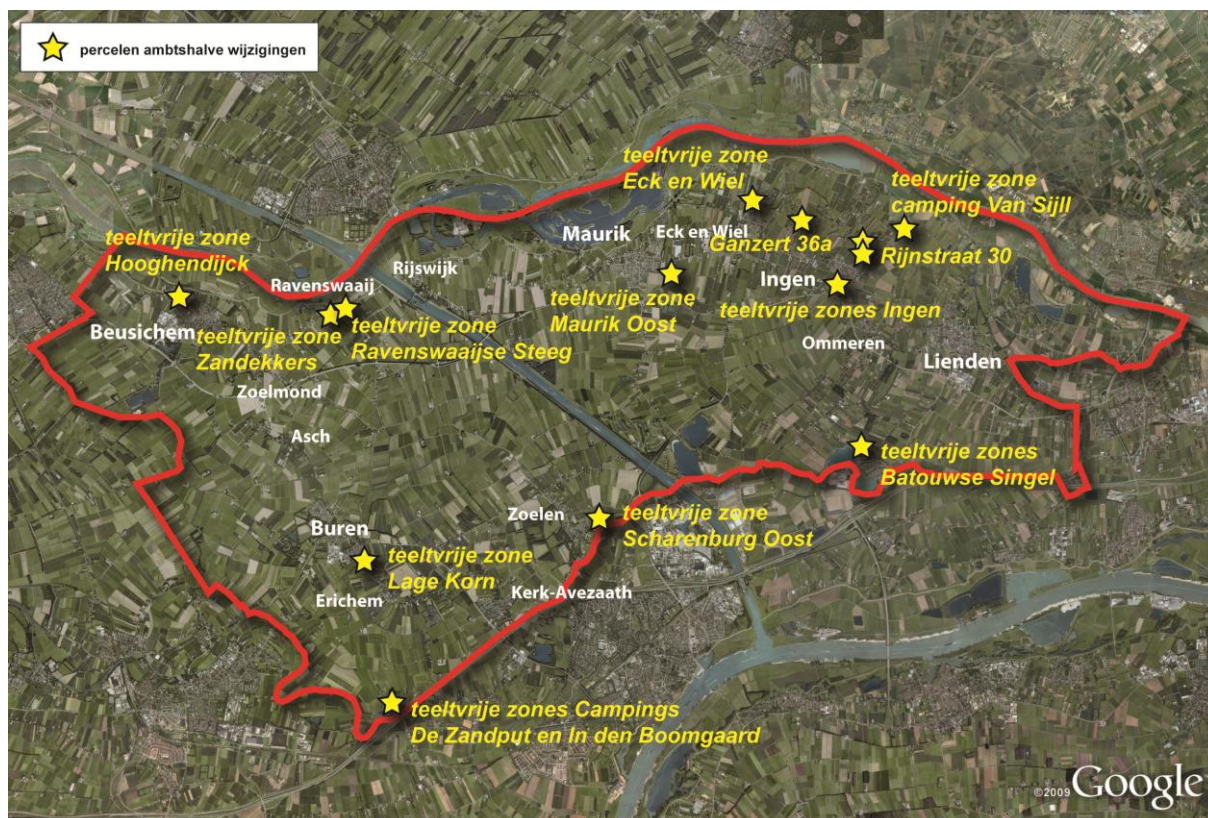 percelen ambtshalve wijzigingen
teeltvrije zone
Eck en Wiel
teeltvrije zone
camping Van Sijll
teeltvrije zone
Hooghendijck
Maurik
Eck en Wiel
Ganzert 36a
Rijnstraat 30
Rijswijk
Ravenswaaij
Ingen
teeltvrije zone
Maurik Oost
teeltvrije zones Ingen
Beusichem
teeltvrije zone
Zandekkers
teeltvrije zone
Ravenswaaijse Steeg
Ommeren
Lienden
Zoelmond
Asch
teeltvrije zones
Batouwse Singel
Zoelen
teeltvrije zone
Scharenburg Oost
Buren
teeltvrije zone
Lage Korn
Erichem
Kerk-Avezaath
teeltvrije zones Campings
De Zandput en In den Boomgaard
©2009 Google